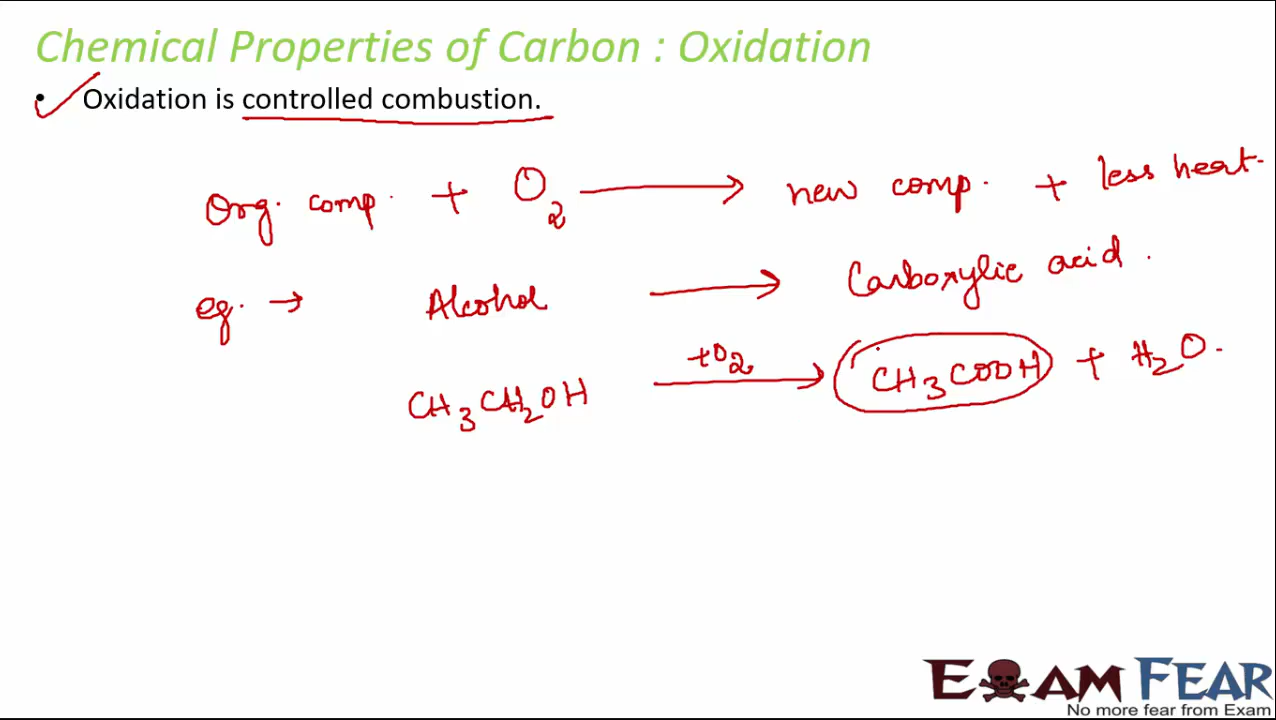 Chemical Properties of Carbon : Oxidation
• Oxidation is controlled combustion.
Org. comp. + O2 → new comp. + less heat.
eg. → Alcohol → Carboxylic acid.
CH3CH2OH +O2 → CH3COOH + H2O.
EXAM FEAR
No more fear from Exam